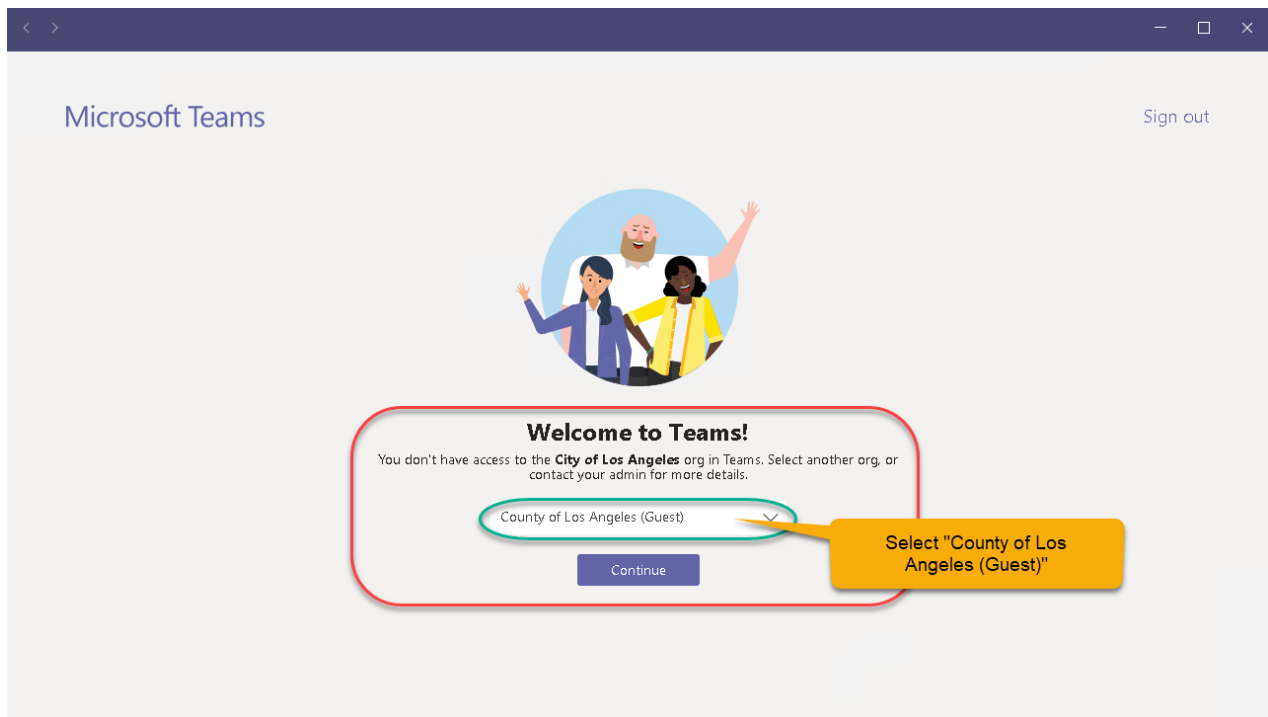 Microsoft Teams
Sign out
Welcome to Teams!
You don't have access to the City of Los Angeles org in Teams. Select another org, or
contact your admin for more details.
County of Los Angeles (Guest)
Select "County of Los
Angeles (Guest)"
Continue